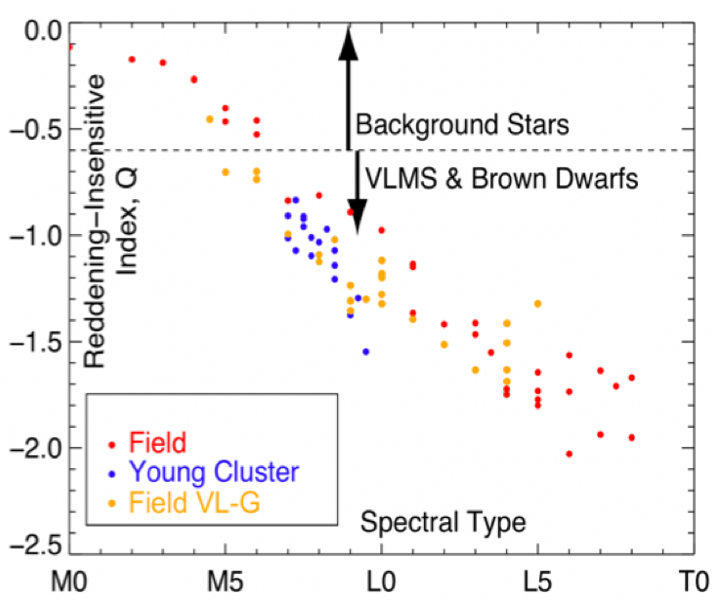 0.0
−0.5
−1.0
−1.5
−2.0
−2.5
Reddening−Insensitive
Index, Q
Background Stars
VLMS & Brown Dwarfs
Field
Young Cluster
Field VL-G
Spectral Type
M0 M5 L0 L5 T0